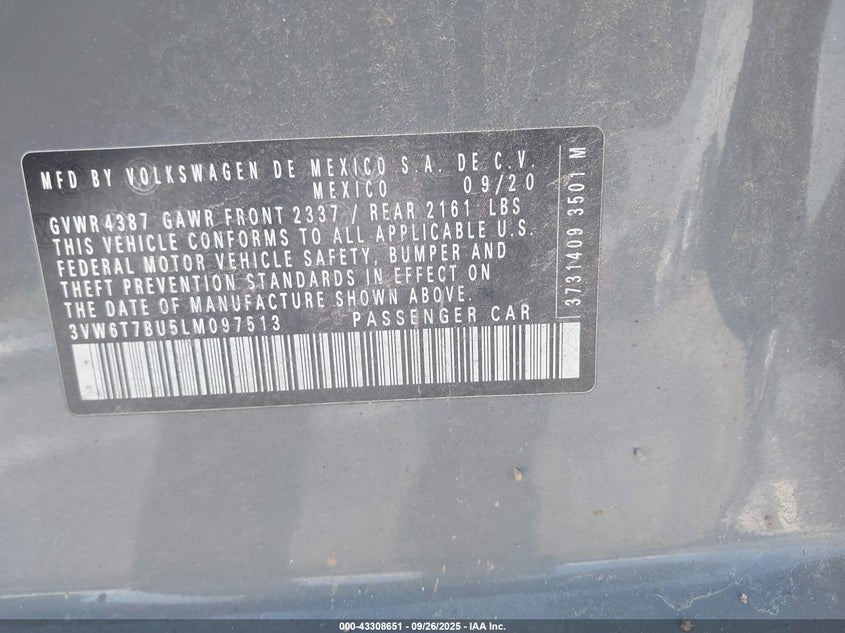 MFD BY VOLKSWAGEN DE MEXICO S.A. DE C.V.
MEXICO 09/20
GVWR 4387 GAWR FRONT 2337 / REAR 2161 LBS
THIS VEHICLE CONFORMS TO ALL APPLICABLE U.S.
FEDERAL MOTOR VEHICLE SAFETY, BUMPER AND
THEFT PREVENTION STANDARDS IN EFFECT ON
THE DATE OF MANUFACTURE SHOWN ABOVE.
3VW6T7BU5LM097513 PASSENGER CAR
3731409 3501 M
000-43308651 - 09/26/2025 - IAA Inc.